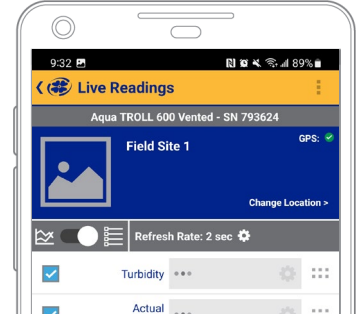 9:32 89%
Live Readings
Aqua TROLL 600 Vented - SN 793624
Field Site 1
GPS:
Change Location >
Refresh Rate: 2 sec
Turbidity
Actual